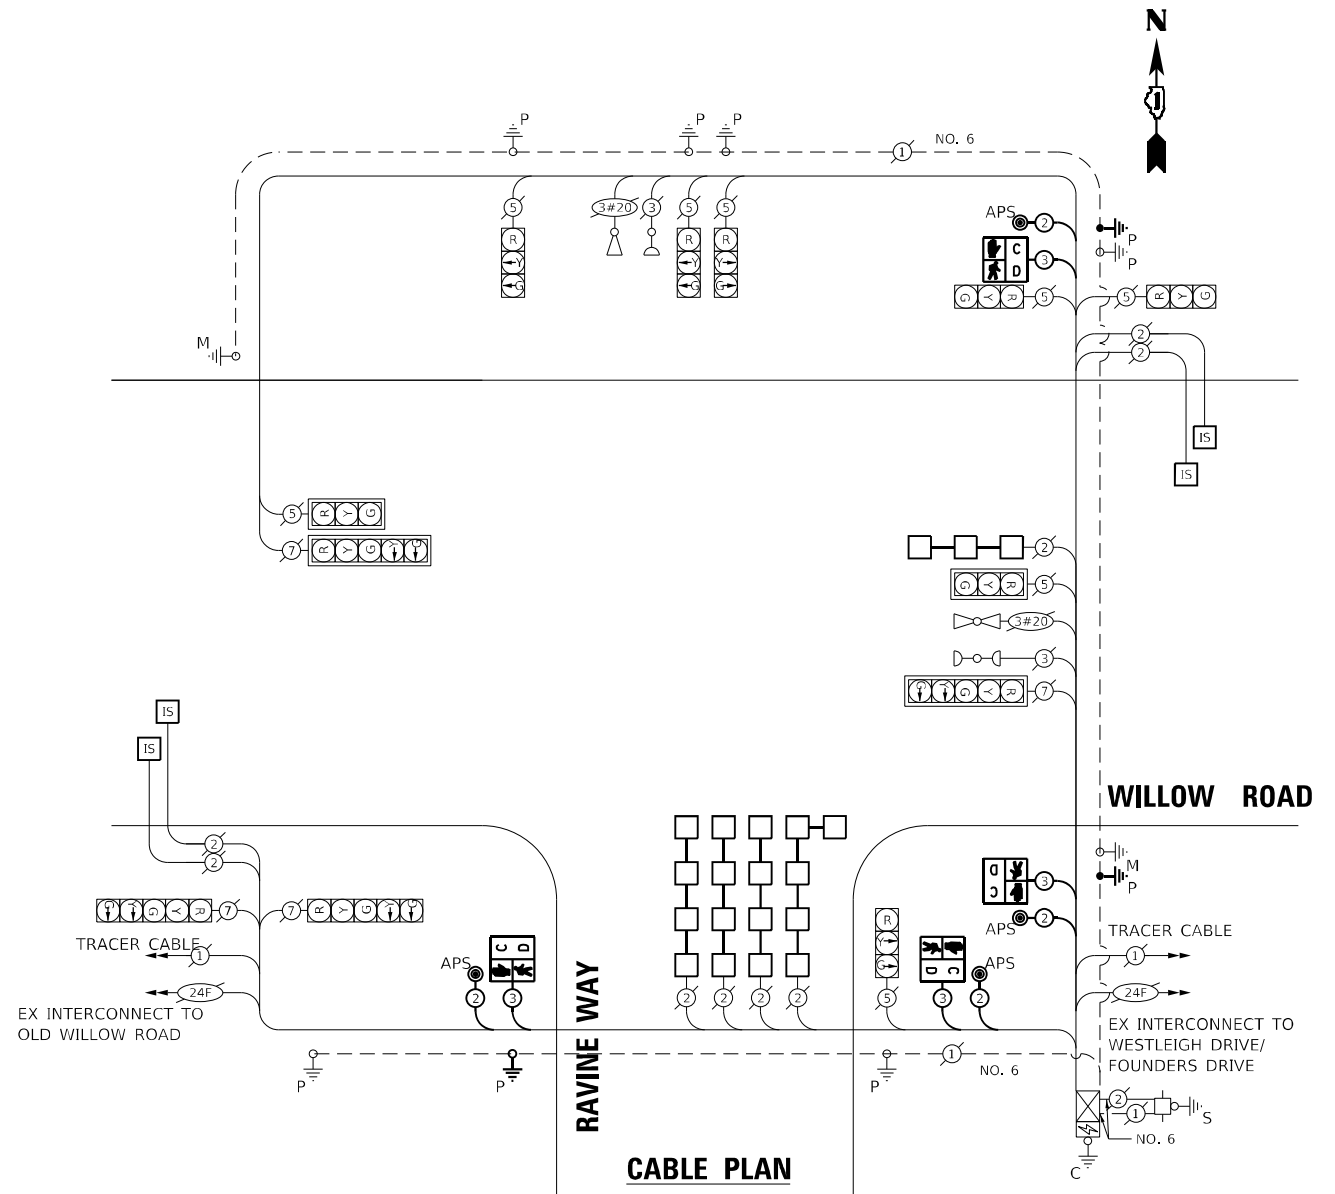 N
P P P
1 NO. 6
5 3#20 3 5 5
APS 2
R R R
Y Y Y
G G G
C
D
3
P
P
G Y R 5
5 R Y G
M
2
2
IS
IS
5 R Y G
7 R Y G Y G
2
G Y R 5
3#20
3
G Y G Y R 7
IS
IS
WILLOW ROAD
2
2
D
C
3
M
P
G Y G Y R 7
7 R Y G Y G
R
Y
G
APS 2
TRACER CABLE
1
TRACER CABLE
1
C D
C
D
APS
APS
24F
2 3
2 2 2 2
5 3 2
24F
EX INTERCONNECT TO
OLD WILLOW ROAD
EX INTERCONNECT TO
WESTLEIGH DRIVE/
FOUNDERS DRIVE
RAVINE WAY
P P P
1
NO. 6
2
1
S
NO. 6
C
CABLE PLAN